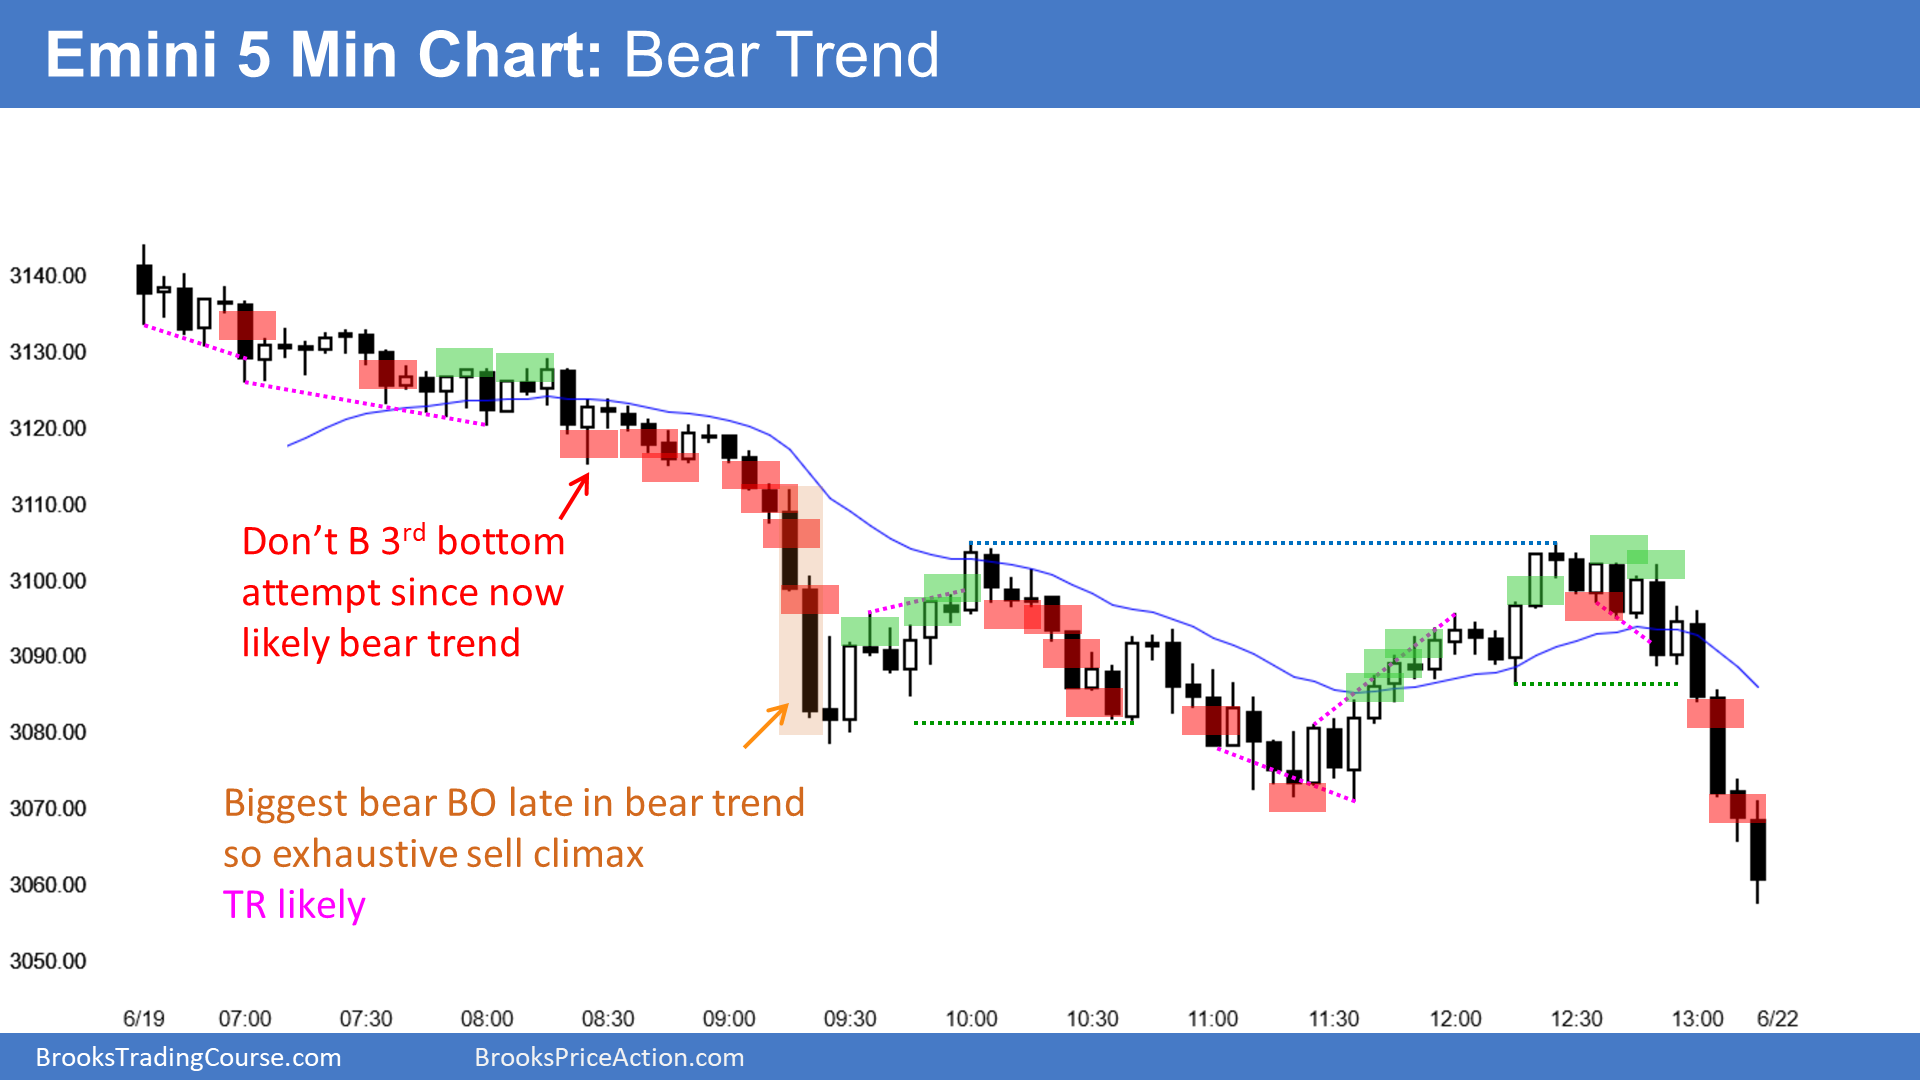 Emini 5 Min Chart: Bear Trend
3140.00
3130.00
3120.00
3110.00
3100.00
3090.00
3080.00
3070.00
3060.00
3050.00
Don’t B 3rd bottom
attempt since now
likely bear trend
Biggest bear BO late in bear trend
so exhaustive sell climax
TR likely
6/19 07:00 07:30 08:00 08:30 09:00 09:30 10:00 10:30 11:00 11:30 12:00 12:30 13:00 6/22
BrooksTradingCourse.com BrooksPriceAction.com